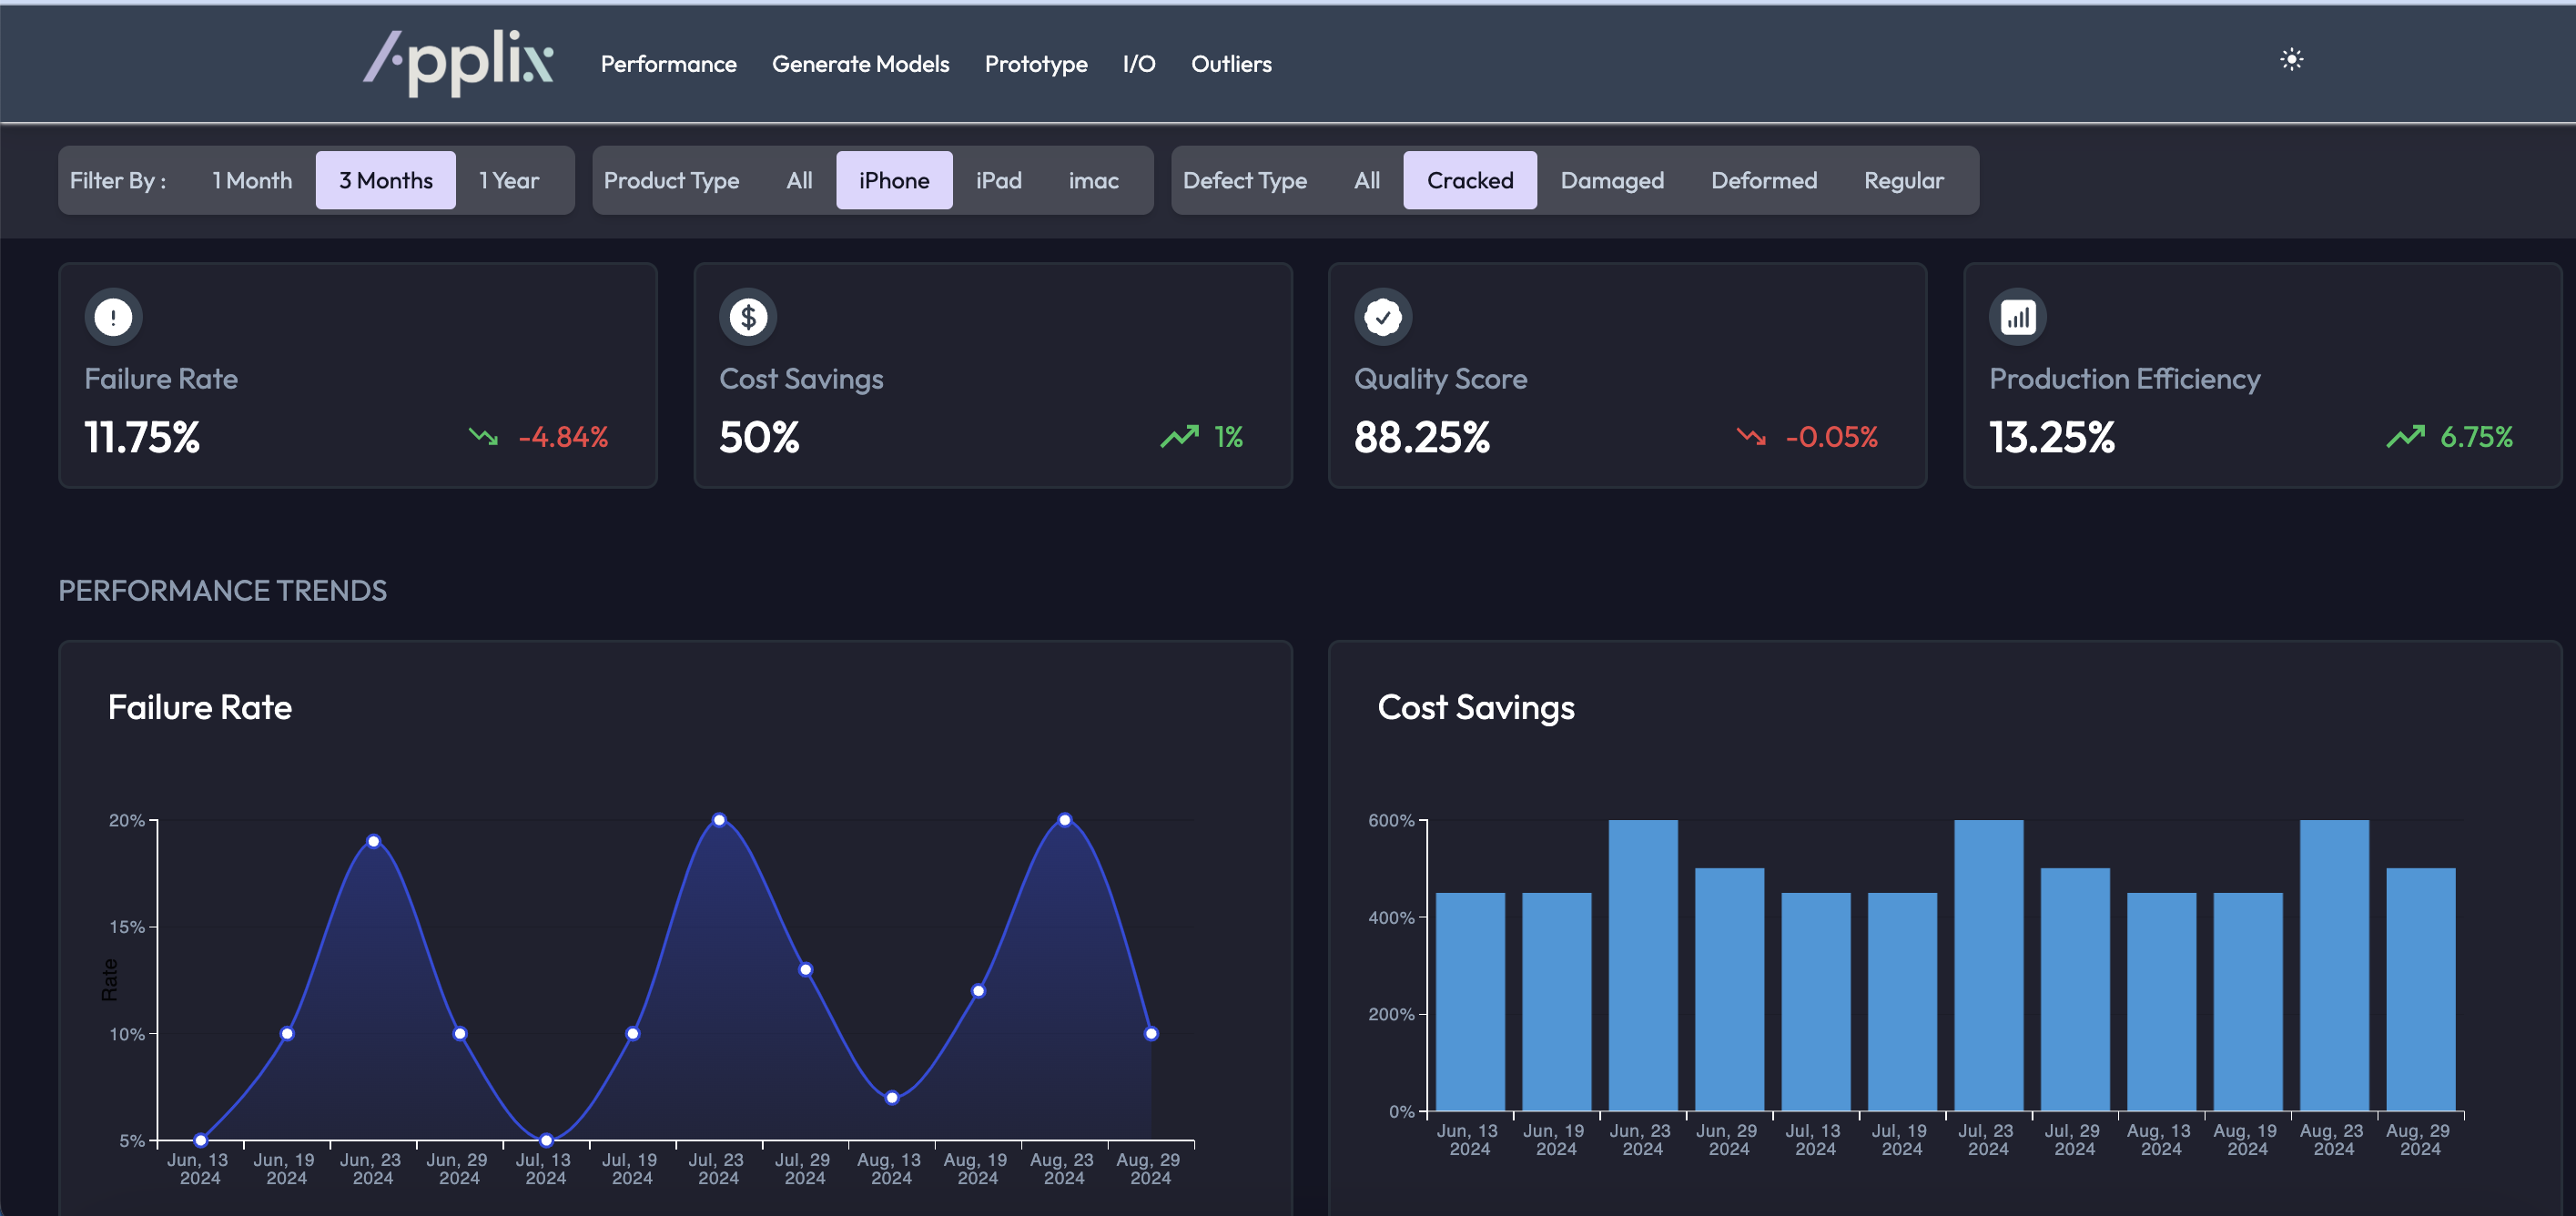 Applix Performance Generate Models Prototype I/O Outliers
Filter By : 1 Month 3 Months 1 Year Product Type All iPhone iPad imac Defect Type All Cracked Damaged Deformed Regular
Failure Rate
11.75% -4.84%
Cost Savings
50% 1%
Quality Score
88.25% -0.05%
Production Efficiency
13.25% 6.75%
PERFORMANCE TRENDS
Failure Rate
20%
15%
10%
5%
Rate
Jun, 13 2024
Jun, 19 2024
Jun, 23 2024
Jun, 29 2024
Jul, 13 2024
Jul, 19 2024
Jul, 23 2024
Jul, 29 2024
Aug, 13 2024
Aug, 19 2024
Aug, 23 2024
Aug, 29 2024
Cost Savings
600%
400%
200%
0%
Jun, 13 2024
Jun, 19 2024
Jun, 23 2024
Jun, 29 2024
Jul, 13 2024
Jul, 19 2024
Jul, 23 2024
Jul, 29 2024
Aug, 13 2024
Aug, 19 2024
Aug, 23 2024
Aug, 29 2024